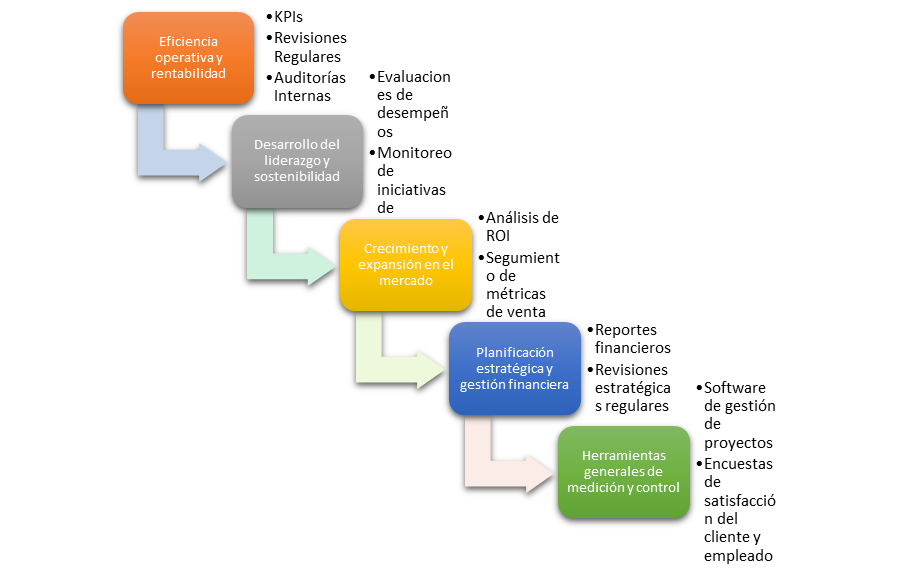 Eficiencia
operativa y
rentabilidad
•KPIs
•Revisiones
Regulares
•Auditorías
Internas
Desarrollo del
liderazgo y
sostenibilidad
•Evaluacion
es de
desempeñ
os
•Monitoreo
de
iniciativas
de
Crecimiento y
expansión en el
mercado
•Análisis de
ROI
•Segumient
o de
métricas
de venta
Planificación
estratégica y
gestión financiera
•Reportes
financieros
•Revisiones
estratégica
s regulares
Herramientas
generales de
medición y control
•Software
de gestión
de
proyectos
•Encuestas
de
satisfacció
n del
cliente y
empleado